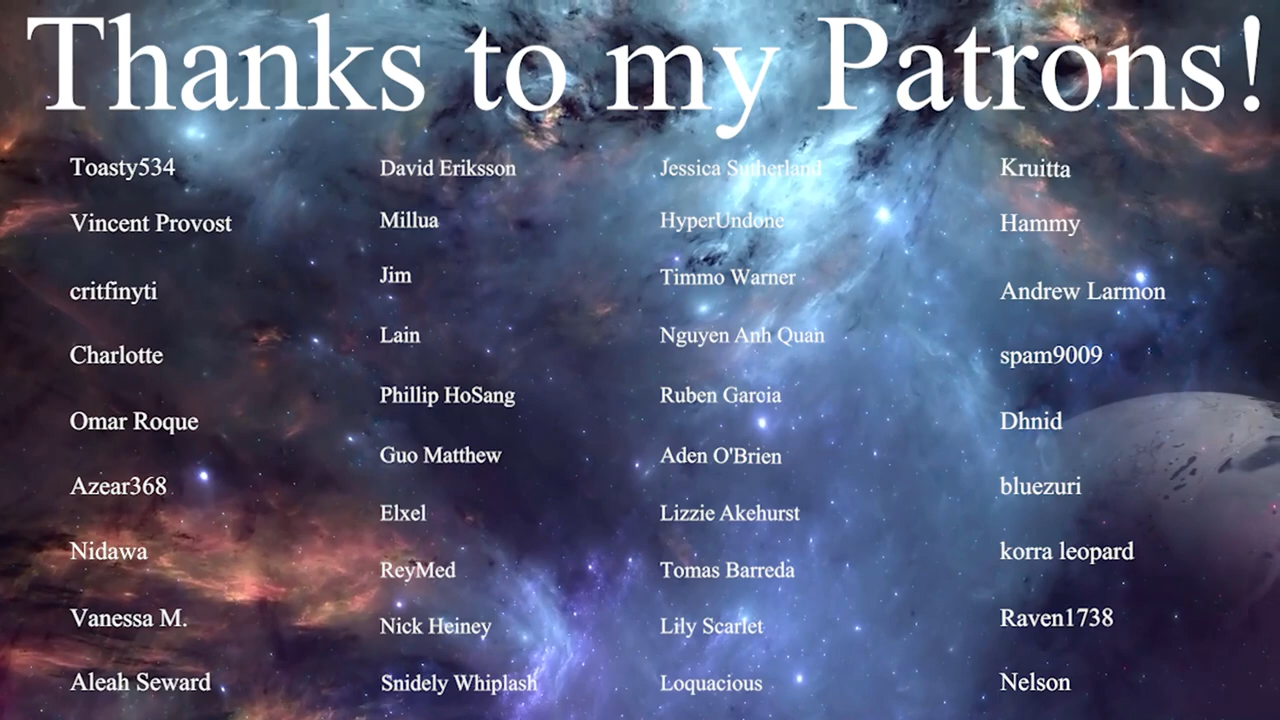 Thanks to my Patrons!
Toasty534
Vincent Provost
critfinyti
Charlotte
Omar Roque
Azear368
Nidawa
Vanessa M.
Aleah Seward
David Eriksson
Millua
Jim
Lain
Phillip HoSang
Guo Matthew
Elxel
ReyMed
Nick Heiney
Snidely Whiplash
Jessica Sutherland
HyperUndone
Timmo Warner
Nguyen Anh Quan
Ruben Garcia
Aden O'Brien
Lizzie Akehurst
Tomas Barreda
Lily Scarlet
Loquacious
Kruitta
Hammy
Andrew Larmon
spam9009
Dhnid
bluezuri
korra leopard
Raven1738
Nelson